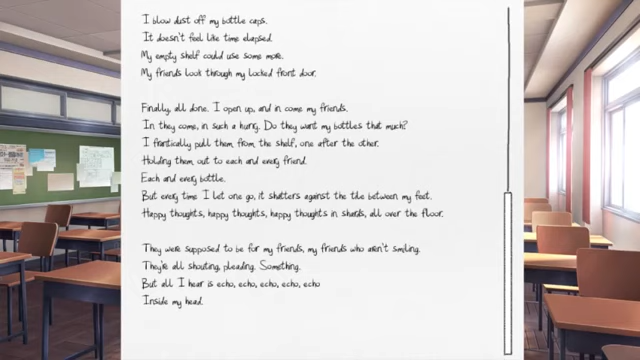 I blow dust off my bottle caps.
It doesn't feel like time elapsed.
My empty shelf could use some more.
My friends look through my locked front door.
Finally, all done. I open up, and in come my friends.
In they come, in such a hurry. Do they want my bottles that much?
I frantically pull them from the shelf, one after the other.
Holding them out to each and every friend.
Each and every bottle.
But every time I let one go, it shatters against the tile between my feet.
Happy thoughts, happy thoughts, happy thoughts in shards, all over the floor.
They were supposed to be for my friends, my friends who aren't smiling.
They're all shouting, pleading. Something.
But all I hear is echo, echo, echo, echo, echo
Inside my head.